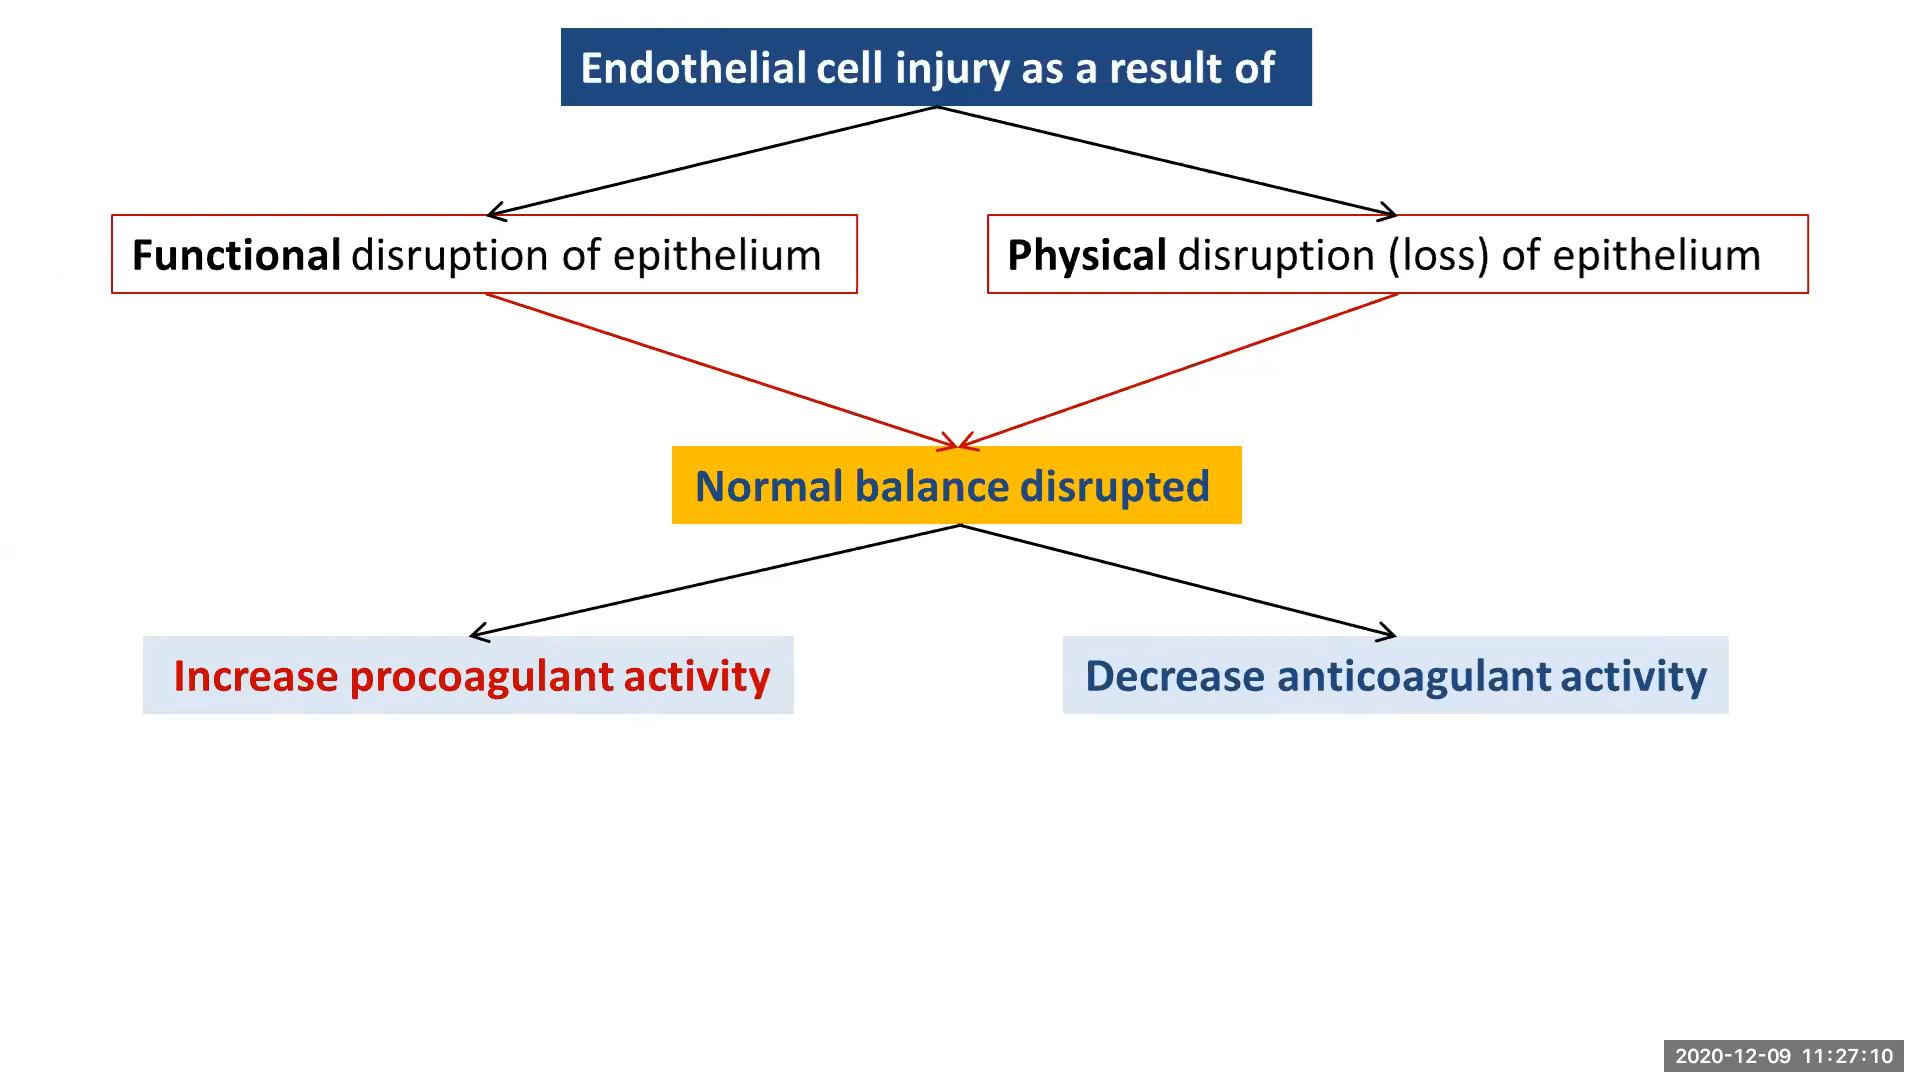 Endothelial cell injury as a result of
Functional disruption of epithelium
Physical disruption (loss) of epithelium
Normal balance disrupted
Increase procoagulant activity
Decrease anticoagulant activity
2020-12-09 11:27:10